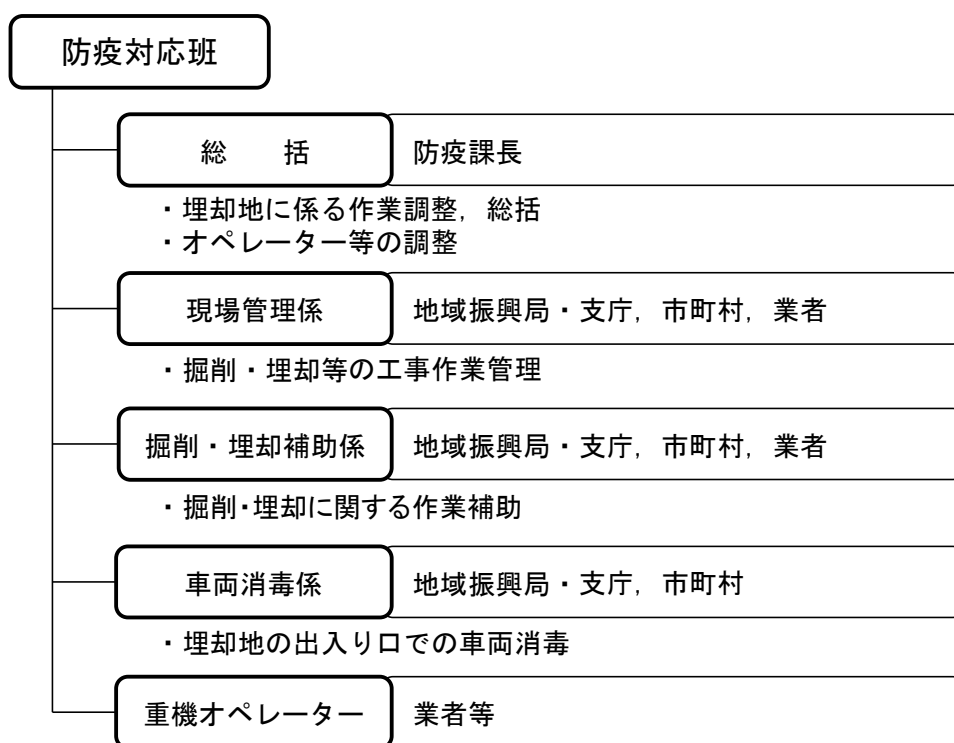 防疫対応班
総　　括　防疫課長
・埋却地に係る作業調整，総括
・オペレーター等の調整
現場管理係　地域振興局・支庁，市町村，業者
・掘削・埋却等の工事作業管理
掘削・埋却補助係　地域振興局・支庁，市町村，業者
・掘削・埋却に関する作業補助
車両消毒係　地域振興局・支庁，市町村
・埋却地の出入り口での車両消毒
重機オペレーター　業者等